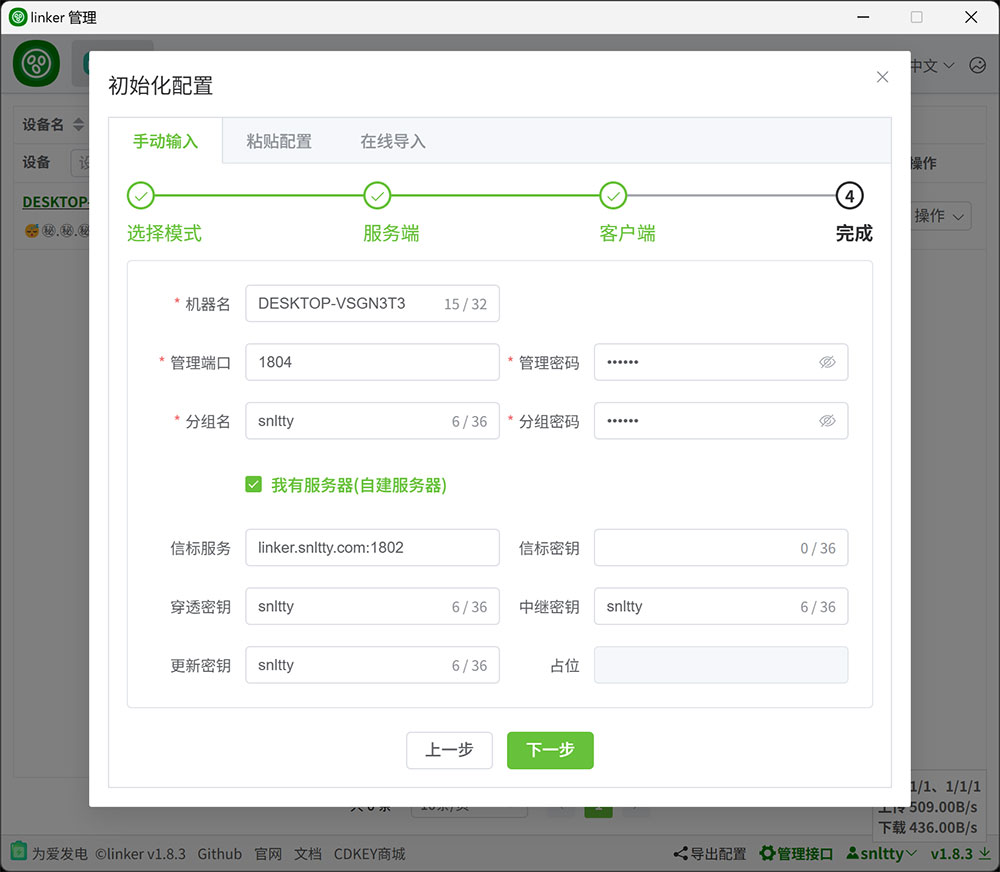 linker 管理
中文
初始化配置
手动输入 粘贴配置 在线导入
4
选择模式 服务端 客户端 完成
* 机器名 DESKTOP-VSGN3T3 15 / 32
* 管理端口 1804 * 管理密码 ••••••
* 分组名 snltty 6 / 36 * 分组密码 ••••••
我有服务器(自建服务器)
信标服务 linker.snltty.com:1802 信标密钥 0 / 36
穿透密钥 snltty 6 / 36 中继密钥 snltty 6 / 36
更新密钥 snltty 6 / 36 占位
上一步 下一步
设备名
设备 设
操作
DESKTOP-
操作
㊙.㊙.㊙
1/1、1/1/1
上传 509.00B/s
下载 436.00B/s
为爱发电 ©linker v1.8.3 Github 官网 文档 CDKEY商城 导出配置 管理接口 snltty v1.8.3